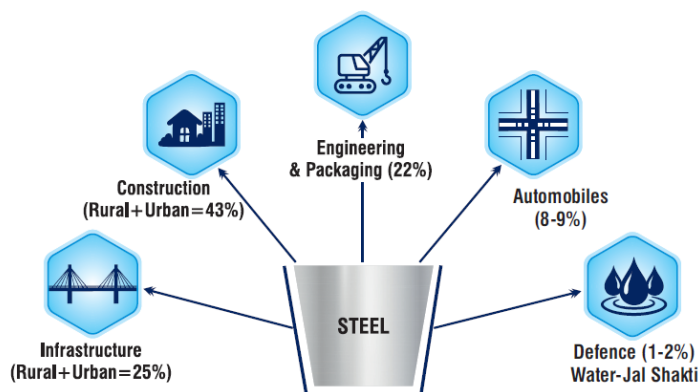 Engineering
& Packaging (22%)
Construction
(Rural+Urban=43%)
Automobiles
(8-9%)
STEEL
Infrastructure
(Rural+Urban=25%)
Defence (1-2%)
Water-Jal Shakti